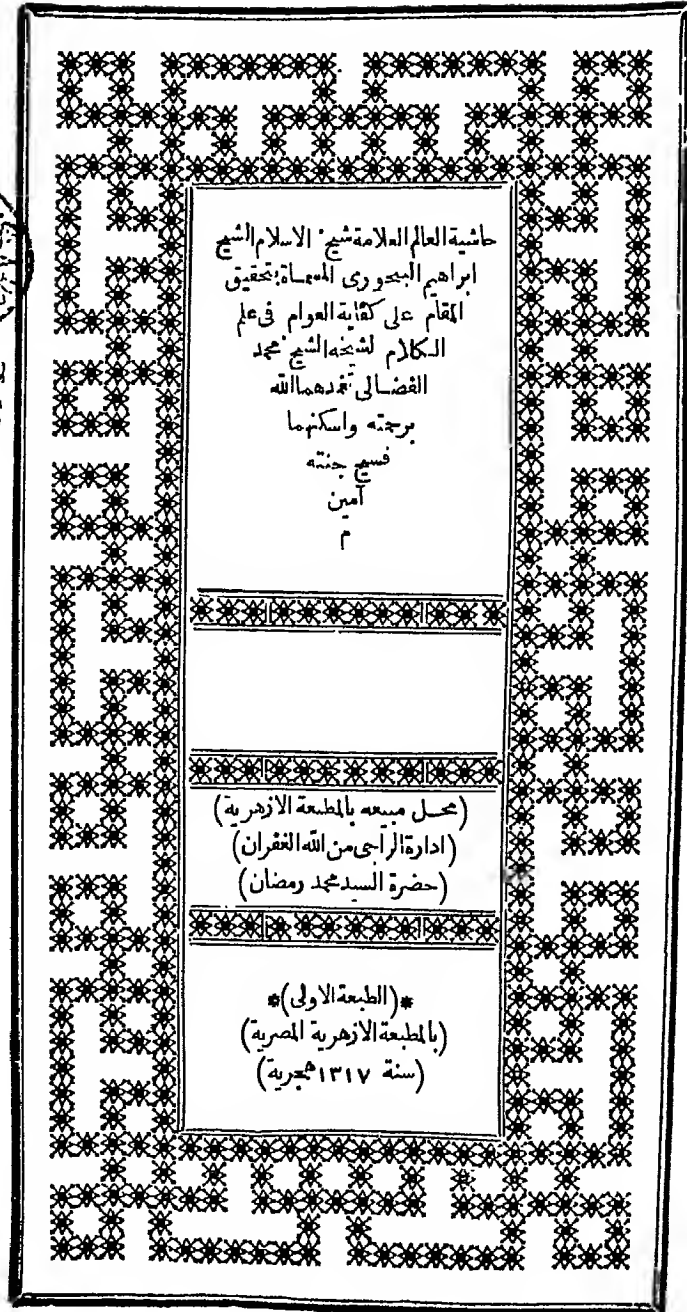 حاشية العالم العلامة شيخ الاسلام الشيخ
ابراهيم البيجورى المسماة بتحقيق
المقام على كفاية العوام فى علم
الكلام لشيخه الشيخ محمد
الفضالى تغمدهما الله
برحمته واسكنهما
فسيح جنته
آمين
م
(محل مبيعه بالمطبعة الازهرية)
(ادارة الراجى من الله الغفران)
(حضرة السيد محمد رمضان)
*(الطبعة الاولى)*
(بالمطبعة الازهرية المصرية)
(سنة ١٣١٧ هجرية)